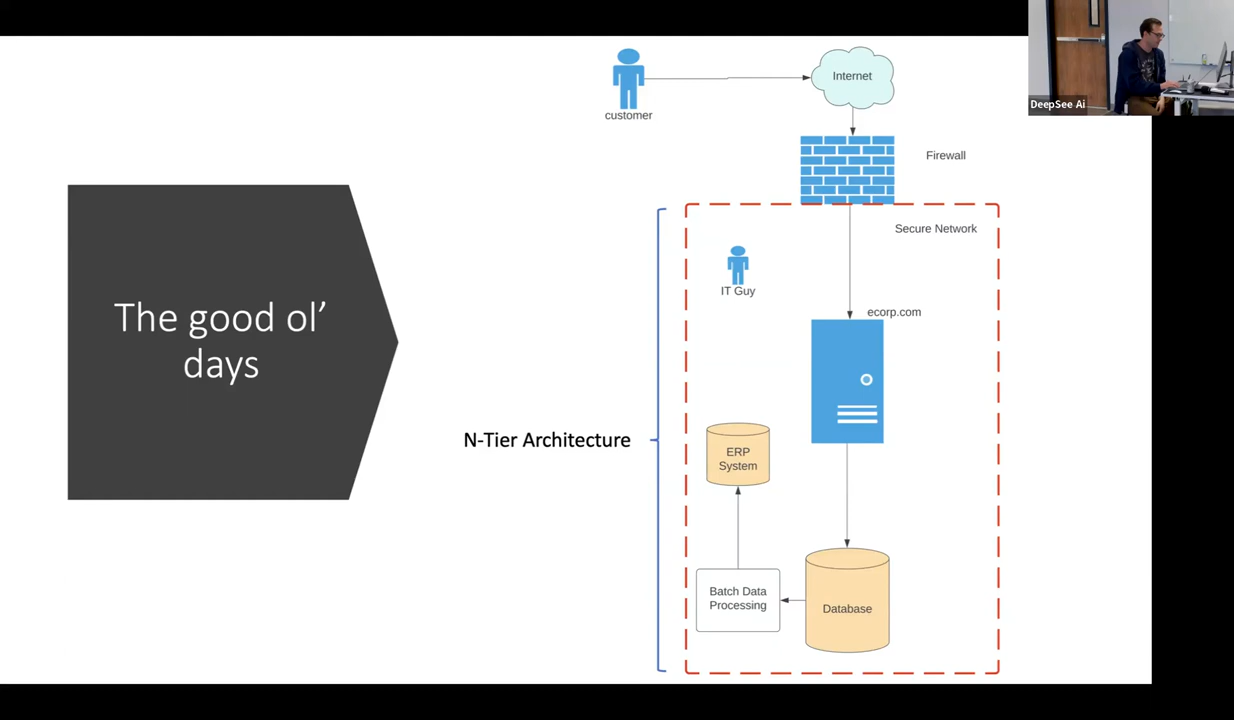 The good ol’
days
customer
Internet
Firewall
Secure Network
IT Guy
ecorp.com
N-Tier Architecture
ERP
System
Batch Data
Processing
Database
DeepSee Ai